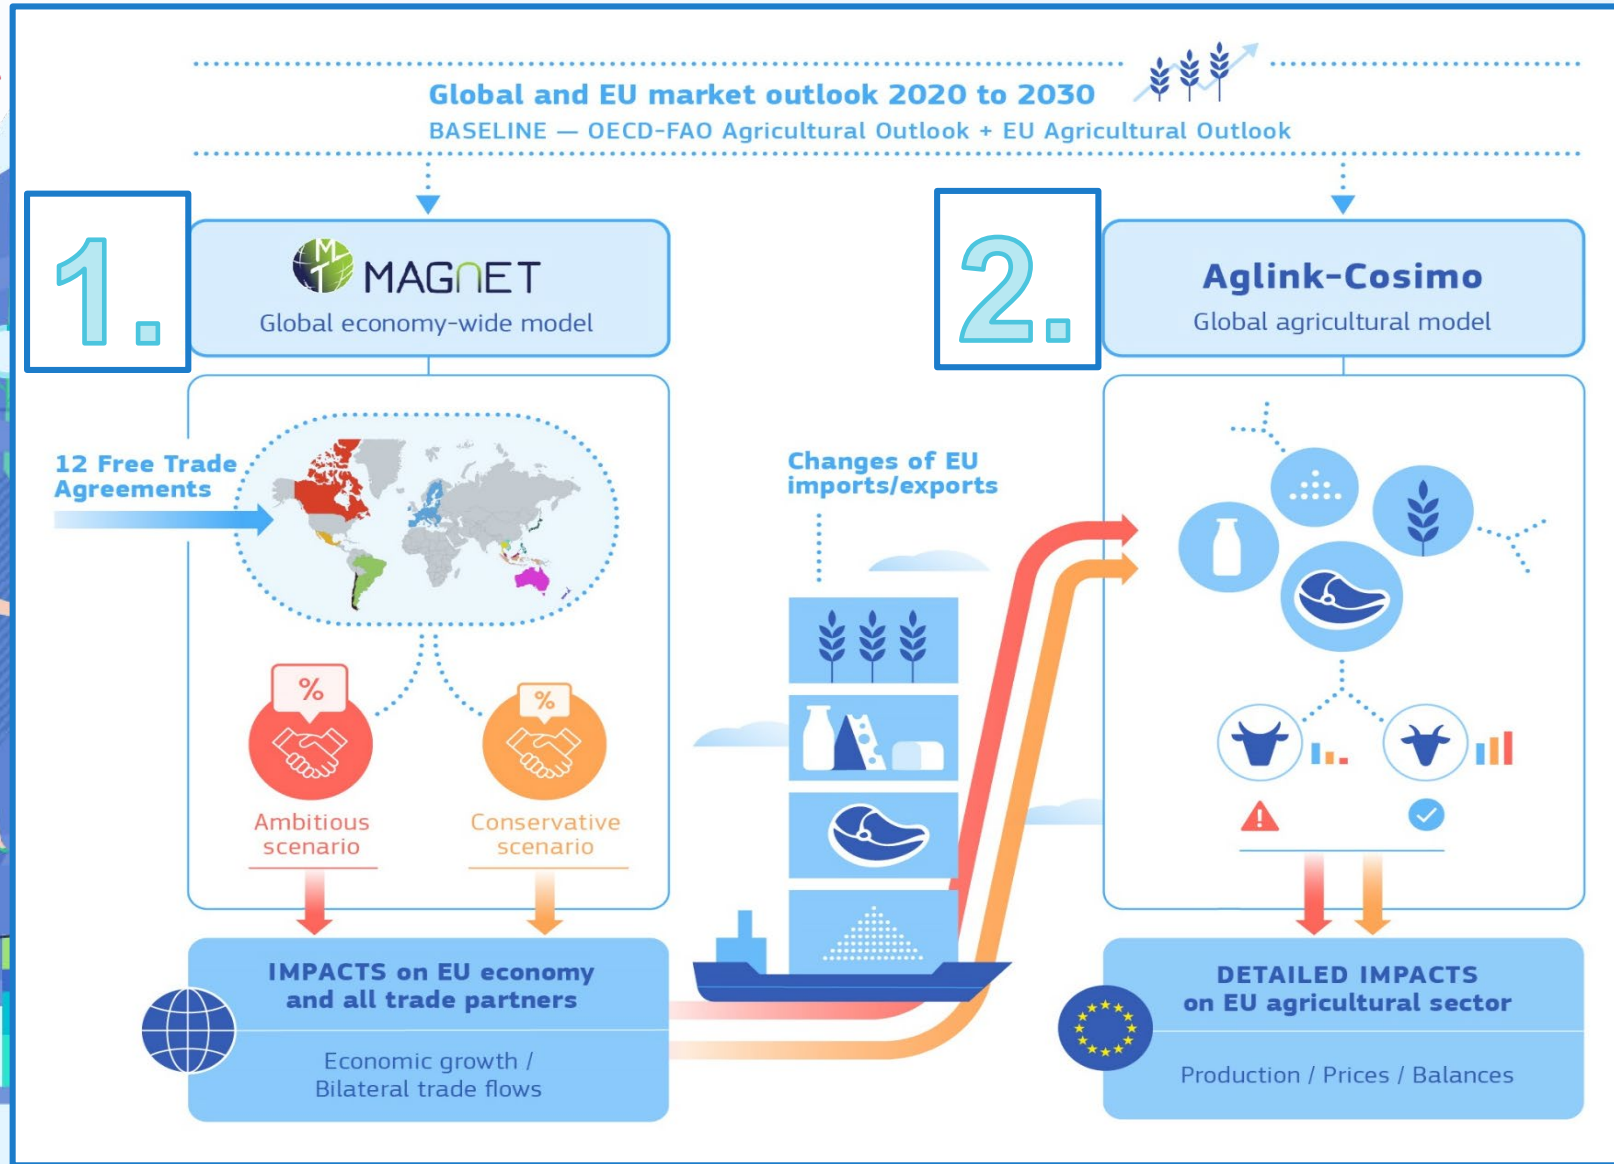 Global and EU market outlook 2020 to 2030
BASELINE — OECD-FAO Agricultural Outlook + EU Agricultural Outlook
1.
MT
MAGNET
Global economy-wide model
2.
Aglink-Cosimo
Global agricultural model
12 Free Trade
Agreements
%
%
Ambitious
scenario
Conservative
scenario
Changes of EU
imports/exports
IMPACTS on EU economy
and all trade partners
Economic growth /
Bilateral trade flows
DETAILED IMPACTS
on EU agricultural sector
Production / Prices / Balances